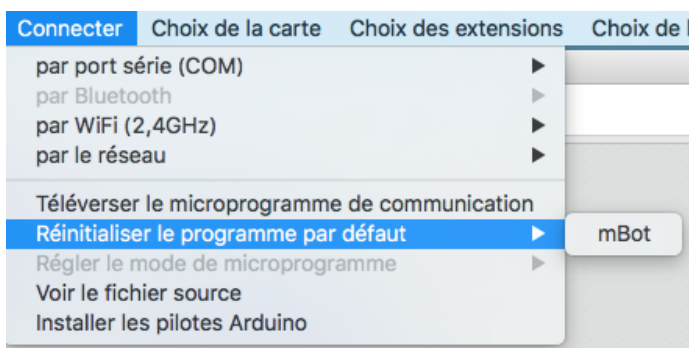 Connecter Choix de la carte Choix des extensions Choix de
par port série (COM)
par Bluetooth
par WiFi (2,4GHz)
par le réseau
Téléverser le microprogramme de communication
Réinitialiser le programme par défaut mBot
Régler le mode de microprogramme
Voir le fichier source
Installer les pilotes Arduino